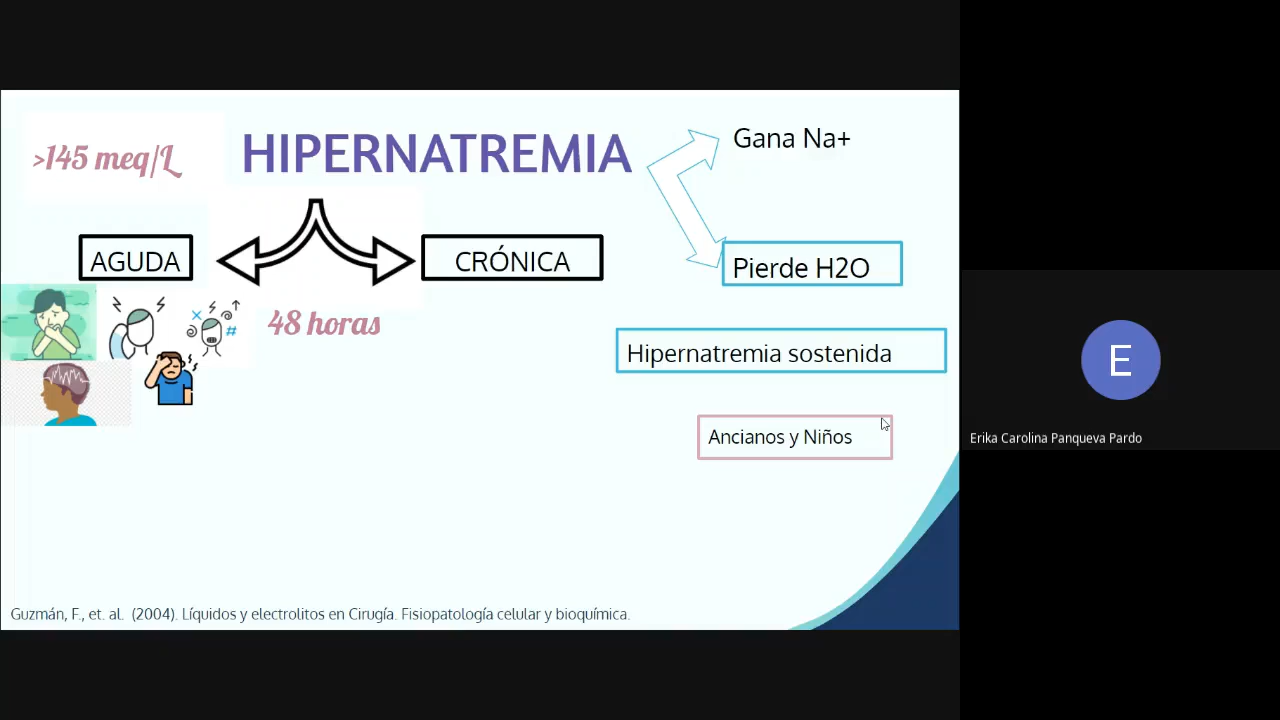 >145 meq/L
HIPERNATREMIA
Gana Na+
AGUDA
CRÓNICA
Pierde H2O
48 horas
Hipernatremia sostenida
Ancianos y Niños
E
Erika Carolina Panqueva Pardo
Guzmán, F., et. al. (2004). Líquidos y electrolitos en Cirugía. Fisiopatología celular y bioquímica.